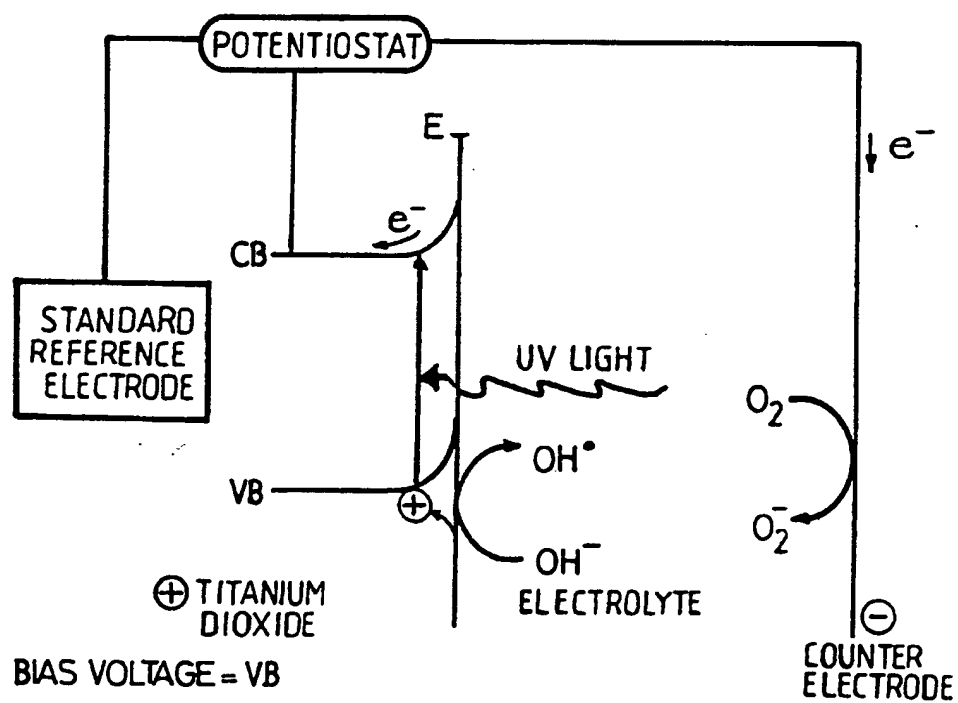 POTENTIOSTAT
E
e⁻
e⁻
CB
STANDARD
REFERENCE
ELECTRODE
UV LIGHT
O₂
OH•
VB
⊕
O₂⁻
OH⁻
⊕ TITANIUM
DIOXIDE
ELECTROLYTE
⊖
COUNTER
ELECTRODE
BIAS VOLTAGE = VB